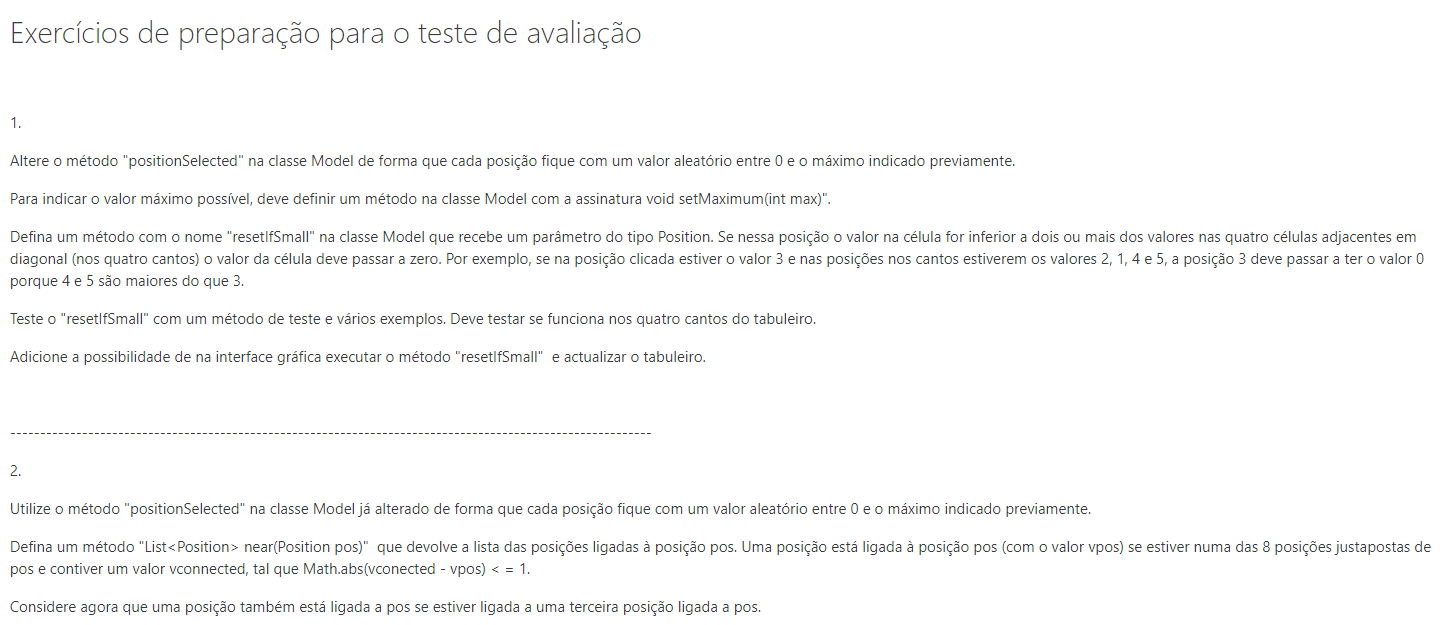 Exercícios de preparação para o teste de avaliação
1.
Altere o método "positionSelected" na classe Model de forma que cada posição fique com um valor aleatório entre 0 e o máximo indicado previamente.
Para indicar o valor máximo possível, deve definir um método na classe Model com a assinatura void setMaximum(int max)".
Defina um método com o nome "resetIfSmall" na classe Model que recebe um parâmetro do tipo Position. Se nessa posição o valor na célula for inferior a dois ou mais dos valores nas quatro células adjacentes em
diagonal (nos quatro cantos) o valor da célula deve passar a zero. Por exemplo, se na posição clicada estiver o valor 3 e nas posições nos cantos estiverem os valores 2, 1, 4 e 5, a posição 3 deve passar a ter o valor 0
porque 4 e 5 são maiores do que 3.
Teste o "resetIfSmall" com um método de teste e vários exemplos. Deve testar se funciona nos quatro cantos do tabuleiro.
Adicione a possibilidade de na interface gráfica executar o método "resetIfSmall"  e actualizar o tabuleiro.
-----------------------------------------------------------------------------------------------------------
2.
Utilize o método "positionSelected" na classe Model já alterado de forma que cada posição fique com um valor aleatório entre 0 e o máximo indicado previamente.
Defina um método "List<Position> near(Position pos)"  que devolve a lista das posições ligadas à posição pos. Uma posição está ligada à posição pos (com o valor vpos) se estiver numa das 8 posições justapostas de
pos e contiver um valor vconnected, tal que Math.abs(vconected - vpos) < = 1.
Considere agora que uma posição também está ligada a pos se estiver ligada a uma terceira posição ligada a pos.